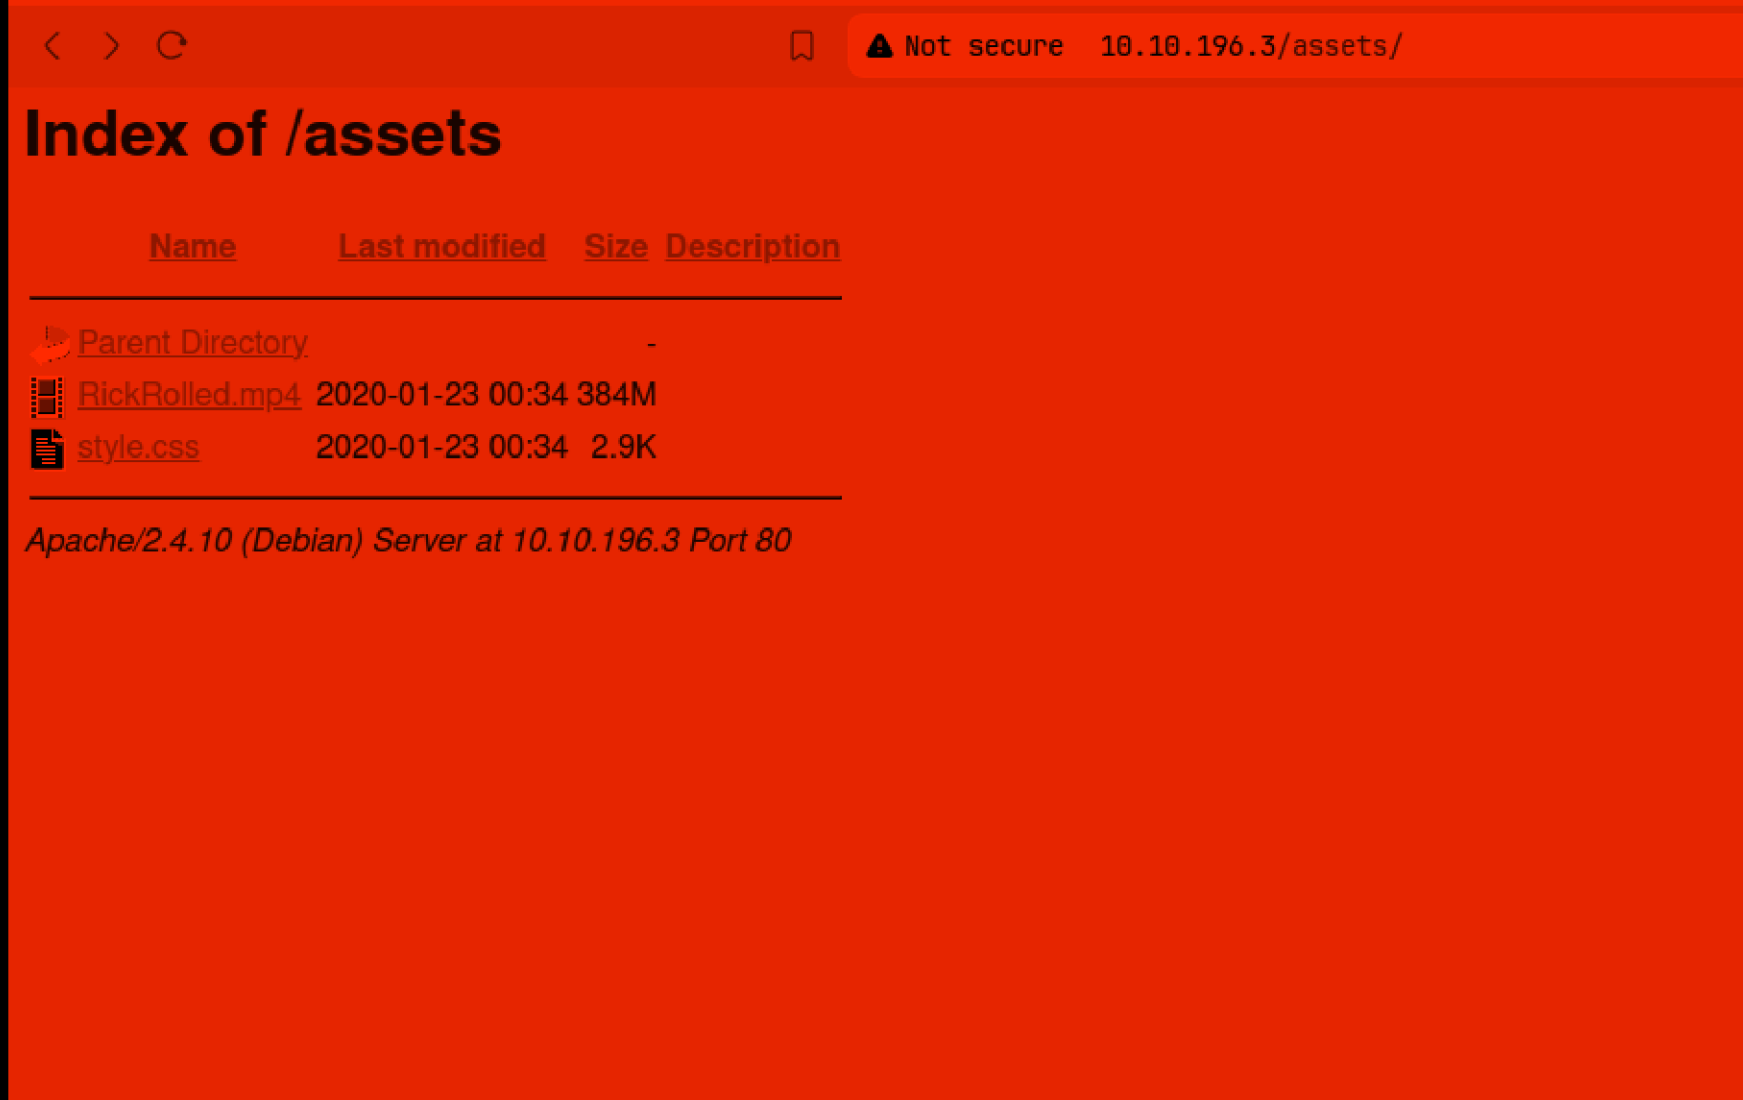 Not secure 10.10.196.3/assets/
Index of /assets
Name Last modified Size Description
Parent Directory -
RickRolled.mp4 2020-01-23 00:34 384M
style.css 2020-01-23 00:34 2.9K
Apache/2.4.10 (Debian) Server at 10.10.196.3 Port 80